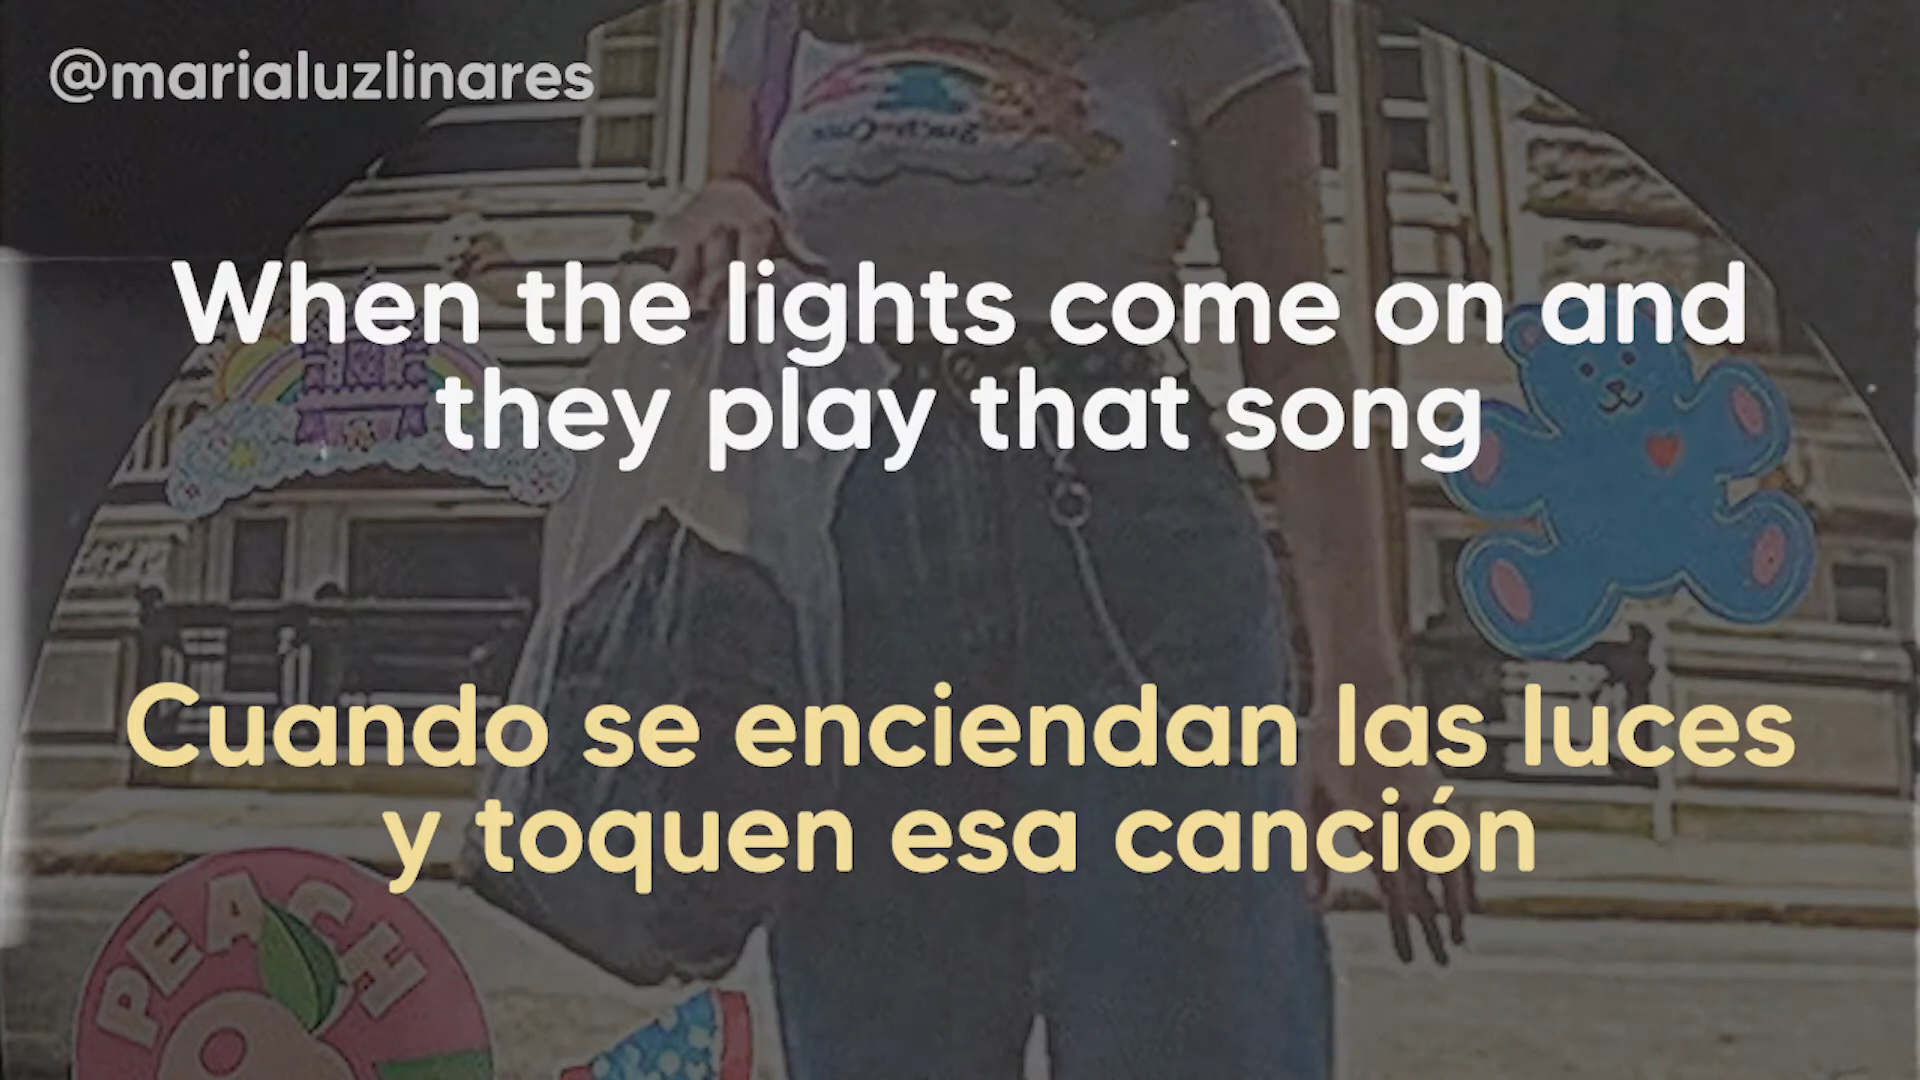 @marialuzlinares
When the lights come on and
they play that song
Cuando se enciendan las luces
y toquen esa canción
PEACH